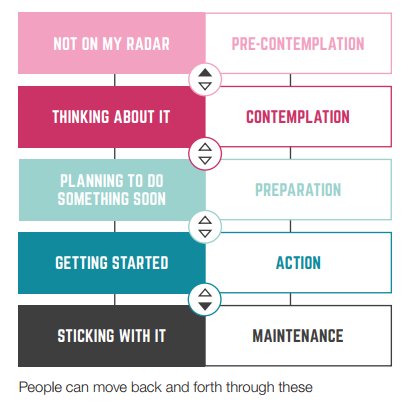 NOT ON MY RADAR
PRE-CONTEMPLATION
THINKING ABOUT IT
CONTEMPLATION
PLANNING TO DO
SOMETHING SOON
PREPARATION
GETTING STARTED
ACTION
STICKING WITH IT
MAINTENANCE
People can move back and forth through these